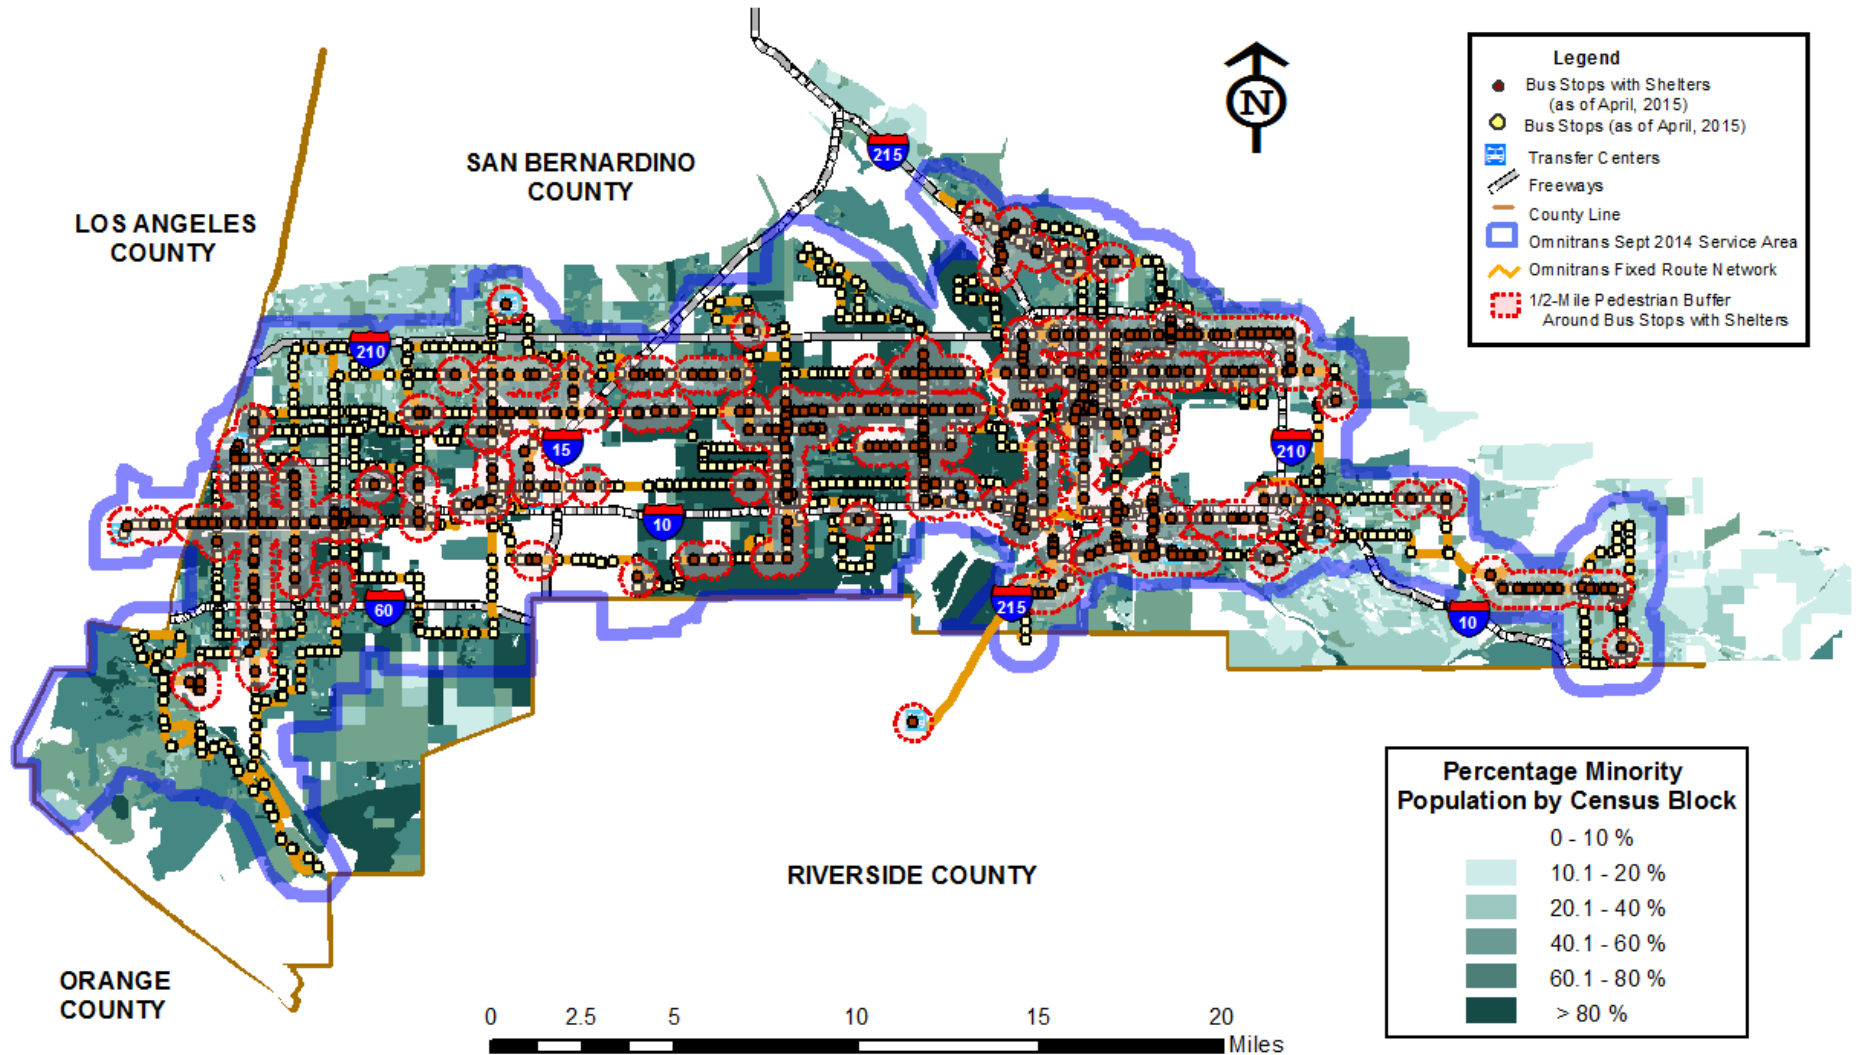 SAN BERNARDINO
COUNTY
LOS ANGELES
COUNTY
N
215
210
15
10
60
215
210
10
RIVERSIDE COUNTY
ORANGE
COUNTY
Legend
Bus Stops with Shelters
(as of April, 2015)
Bus Stops (as of April, 2015)
Transfer Centers
Freeways
County Line
Omnitrans Sept 2014 Service Area
Omnitrans Fixed Route Network
1/2-Mile Pedestrian Buffer
Around Bus Stops with Shelters
Percentage Minority
Population by Census Block
0 - 10 %
10.1 - 20 %
20.1 - 40 %
40.1 - 60 %
60.1 - 80 %
> 80 %
0 2.5 5 10 15 20
Miles